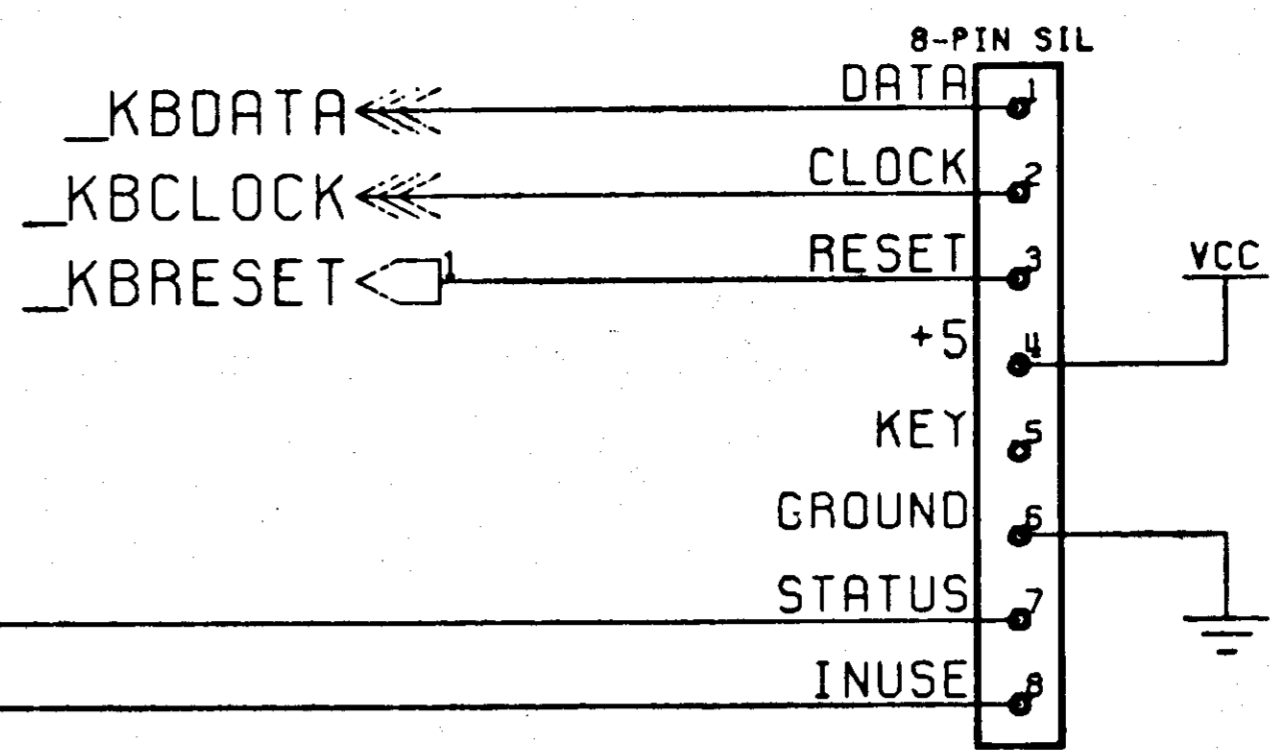 8-PIN SIL
_KBDATA DATA 1
_KBCLOCK CLOCK 2
_KBRESET 1 RESET 3
VCC
+5 4
KEY 5
GROUND 6
STATUS 7
INUSE 8